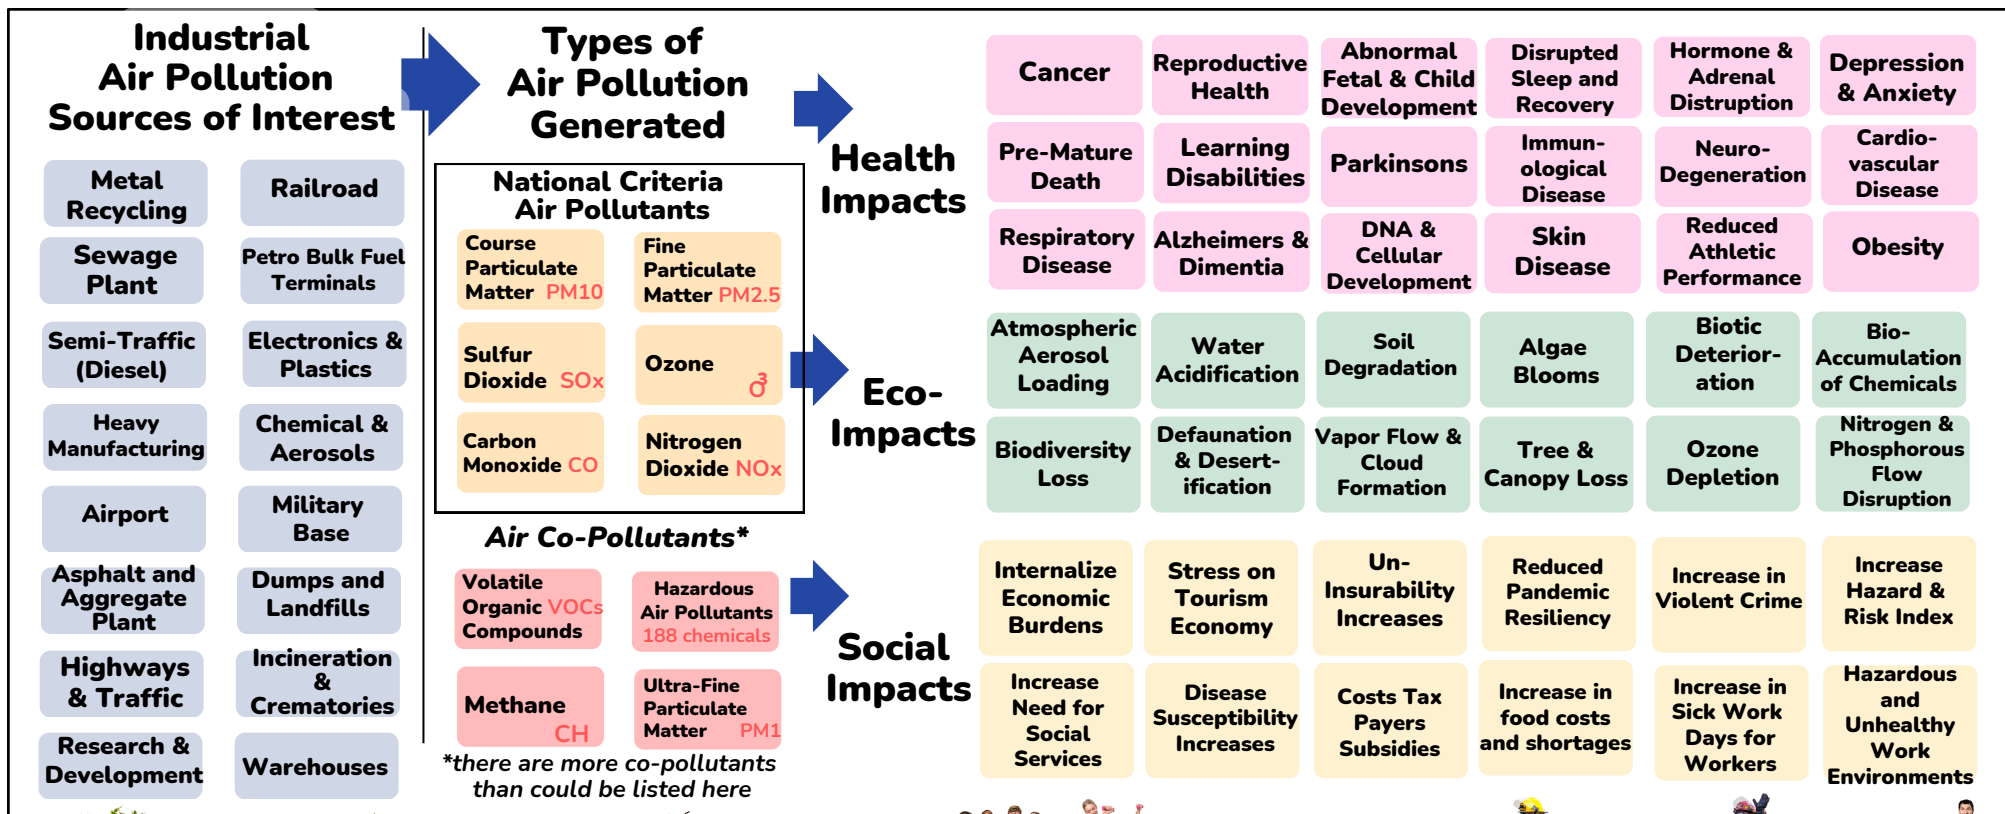 Industrial
Air Pollution
Sources of Interest
Metal
Recycling
Railroad
Sewage
Plant
Petro Bulk Fuel
Terminals
Semi-Traffic
(Diesel)
Electronics &
Plastics
Heavy
Manufacturing
Chemical &
Aerosols
Airport
Military
Base
Asphalt and
Aggregate
Plant
Dumps and
Landfills
Highways
& Traffic
Incineration
&
Crematories
Research &
Development
Warehouses
Types of
Air Pollution
Generated
National Criteria
Air Pollutants
Course
Particulate
Matter PM10
Fine
Particulate
Matter PM2.5
Sulfur
Dioxide SOx
Ozone
O3
Carbon
Monoxide CO
Nitrogen
Dioxide NOx
Air Co-Pollutants*
Volatile
Organic VOCs
Compounds
Hazardous
Air Pollutants
188 chemicals
Methane
CH
Ultra-Fine
Particulate
Matter PM1
*there are more co-pollutants
than could be listed here
Health
Impacts
Cancer
Reproductive
Health
Abnormal
Fetal & Child
Development
Disrupted
Sleep and
Recovery
Hormone &
Adrenal
Distruption
Depression
& Anxiety
Pre-Mature
Death
Learning
Disabilities
Parkinsons
Immun-
ological
Disease
Neuro-
Degeneration
Cardio-
vascular
Disease
Respiratory
Disease
Alzheimers &
Dimentia
DNA &
Cellular
Development
Skin
Disease
Reduced
Athletic
Performance
Obesity
Eco-
Impacts
Atmospheric
Aerosol
Loading
Water
Acidification
Soil
Degradation
Algae
Blooms
Biotic
Deterior-
ation
Bio-
Accumulation
of Chemicals
Biodiversity
Loss
Defaunation
& Desert-
ification
Vapor Flow &
Cloud
Formation
Tree &
Canopy Loss
Ozone
Depletion
Nitrogen &
Phosphorous
Flow
Disruption
Social
Impacts
Internalize
Economic
Burdens
Stress on
Tourism
Economy
Un-
Insurability
Increases
Reduced
Pandemic
Resiliency
Increase in
Violent Crime
Increase
Hazard &
Risk Index
Increase
Need for
Social
Services
Disease
Susceptibility
Increases
Costs Tax
Payers
Subsidies
Increase in
food costs
and shortages
Increase in
Sick Work
Days for
Workers
Hazardous
and
Unhealthy
Work
Environments